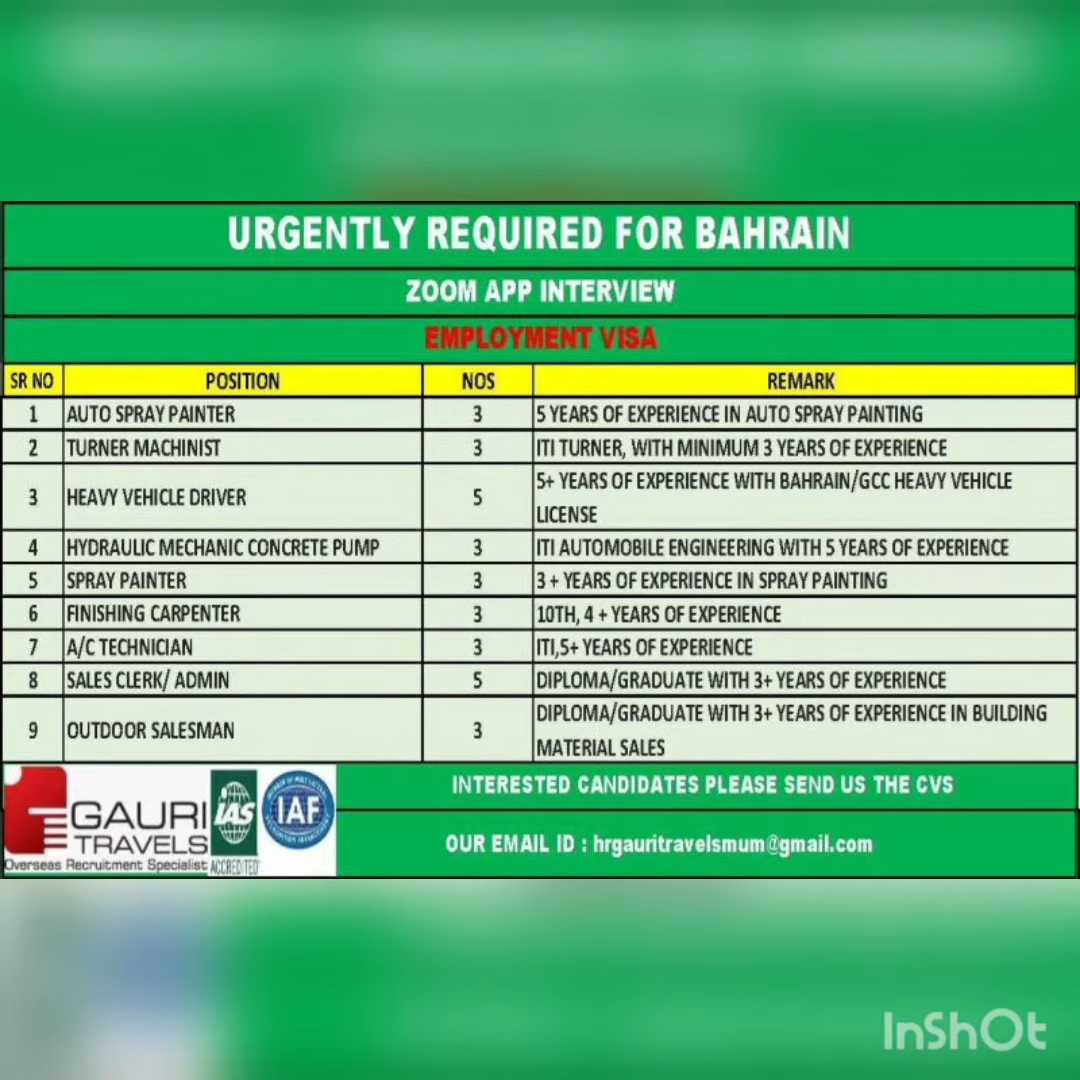 URGENTLY REQUIRED FOR BAHRAIN
ZOOM APP INTERVIEW
EMPLOYMENT VISA
SR NO POSITION NOS REMARK
1 AUTO SPRAY PAINTER 3 5 YEARS OF EXPERIENCE IN AUTO SPRAY PAINTING
2 TURNER MACHINIST 3 ITI TURNER, WITH MINIMUM 3 YEARS OF EXPERIENCE
3 HEAVY VEHICLE DRIVER 5 5+ YEARS OF EXPERIENCE WITH BAHRAIN/GCC HEAVY VEHICLE
LICENSE
4 HYDRAULIC MECHANIC CONCRETE PUMP 3 ITI AUTOMOBILE ENGINEERING WITH 5 YEARS OF EXPERIENCE
5 SPRAY PAINTER 3 3 + YEARS OF EXPERIENCE IN SPRAY PAINTING
6 FINISHING CARPENTER 3 10TH, 4 + YEARS OF EXPERIENCE
7 A/C TECHNICIAN 3 ITI,5+ YEARS OF EXPERIENCE
8 SALES CLERK/ ADMIN 5 DIPLOMA/GRADUATE WITH 3+ YEARS OF EXPERIENCE
9 OUTDOOR SALESMAN 3 DIPLOMA/GRADUATE WITH 3+ YEARS OF EXPERIENCE IN BUILDING
MATERIAL SALES
GAURI
TRAVELS
Overseas Recruitment Specialist
iAS
ACCREDITED
IAF
INTERESTED CANDIDATES PLEASE SEND US THE CVS
OUR EMAIL ID : hrgauritravelsmum@gmail.com
InShOt